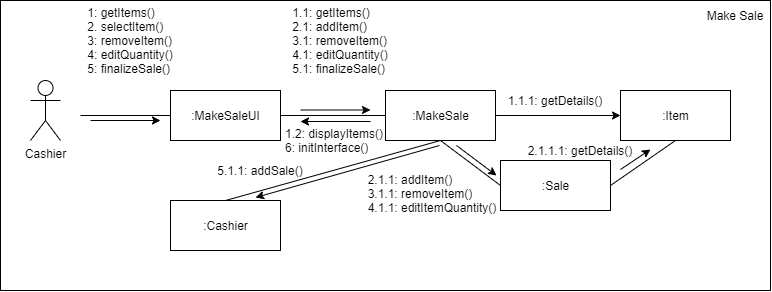 Make Sale
1: getItems()
2. selectItem()
3: removeItem()
4: editQuantity()
5: finalizeSale()
1.1: getItems()
2.1: addItem()
3.1: removeItem()
4.1: editQuantity()
5.1: finalizeSale()
Cashier
:MakeSaleUI
:MakeSale
1.1.1: getDetails()
:Item
1.2: displayItems()
6: initInterface()
2.1.1.1: getDetails()
5.1.1: addSale()
2.1.1: addItem()
3.1.1: removeItem()
4.1.1: editItemQuantity()
:Sale
:Cashier